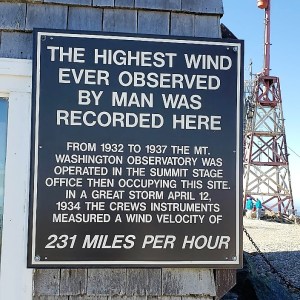 THE HIGHEST WIND
EVER OBSERVED
BY MAN WAS
RECORDED HERE
FROM 1932 TO 1937 THE MT.
WASHINGTON OBSERVATORY WAS
OPERATED IN THE SUMMIT STAGE
OFFICE THEN OCCUPYING THIS SITE.
IN A GREAT STORM APRIL 12,
1934 THE CREWS INSTRUMENTS
MEASURED A WIND VELOCITY OF
231 MILES PER HOUR